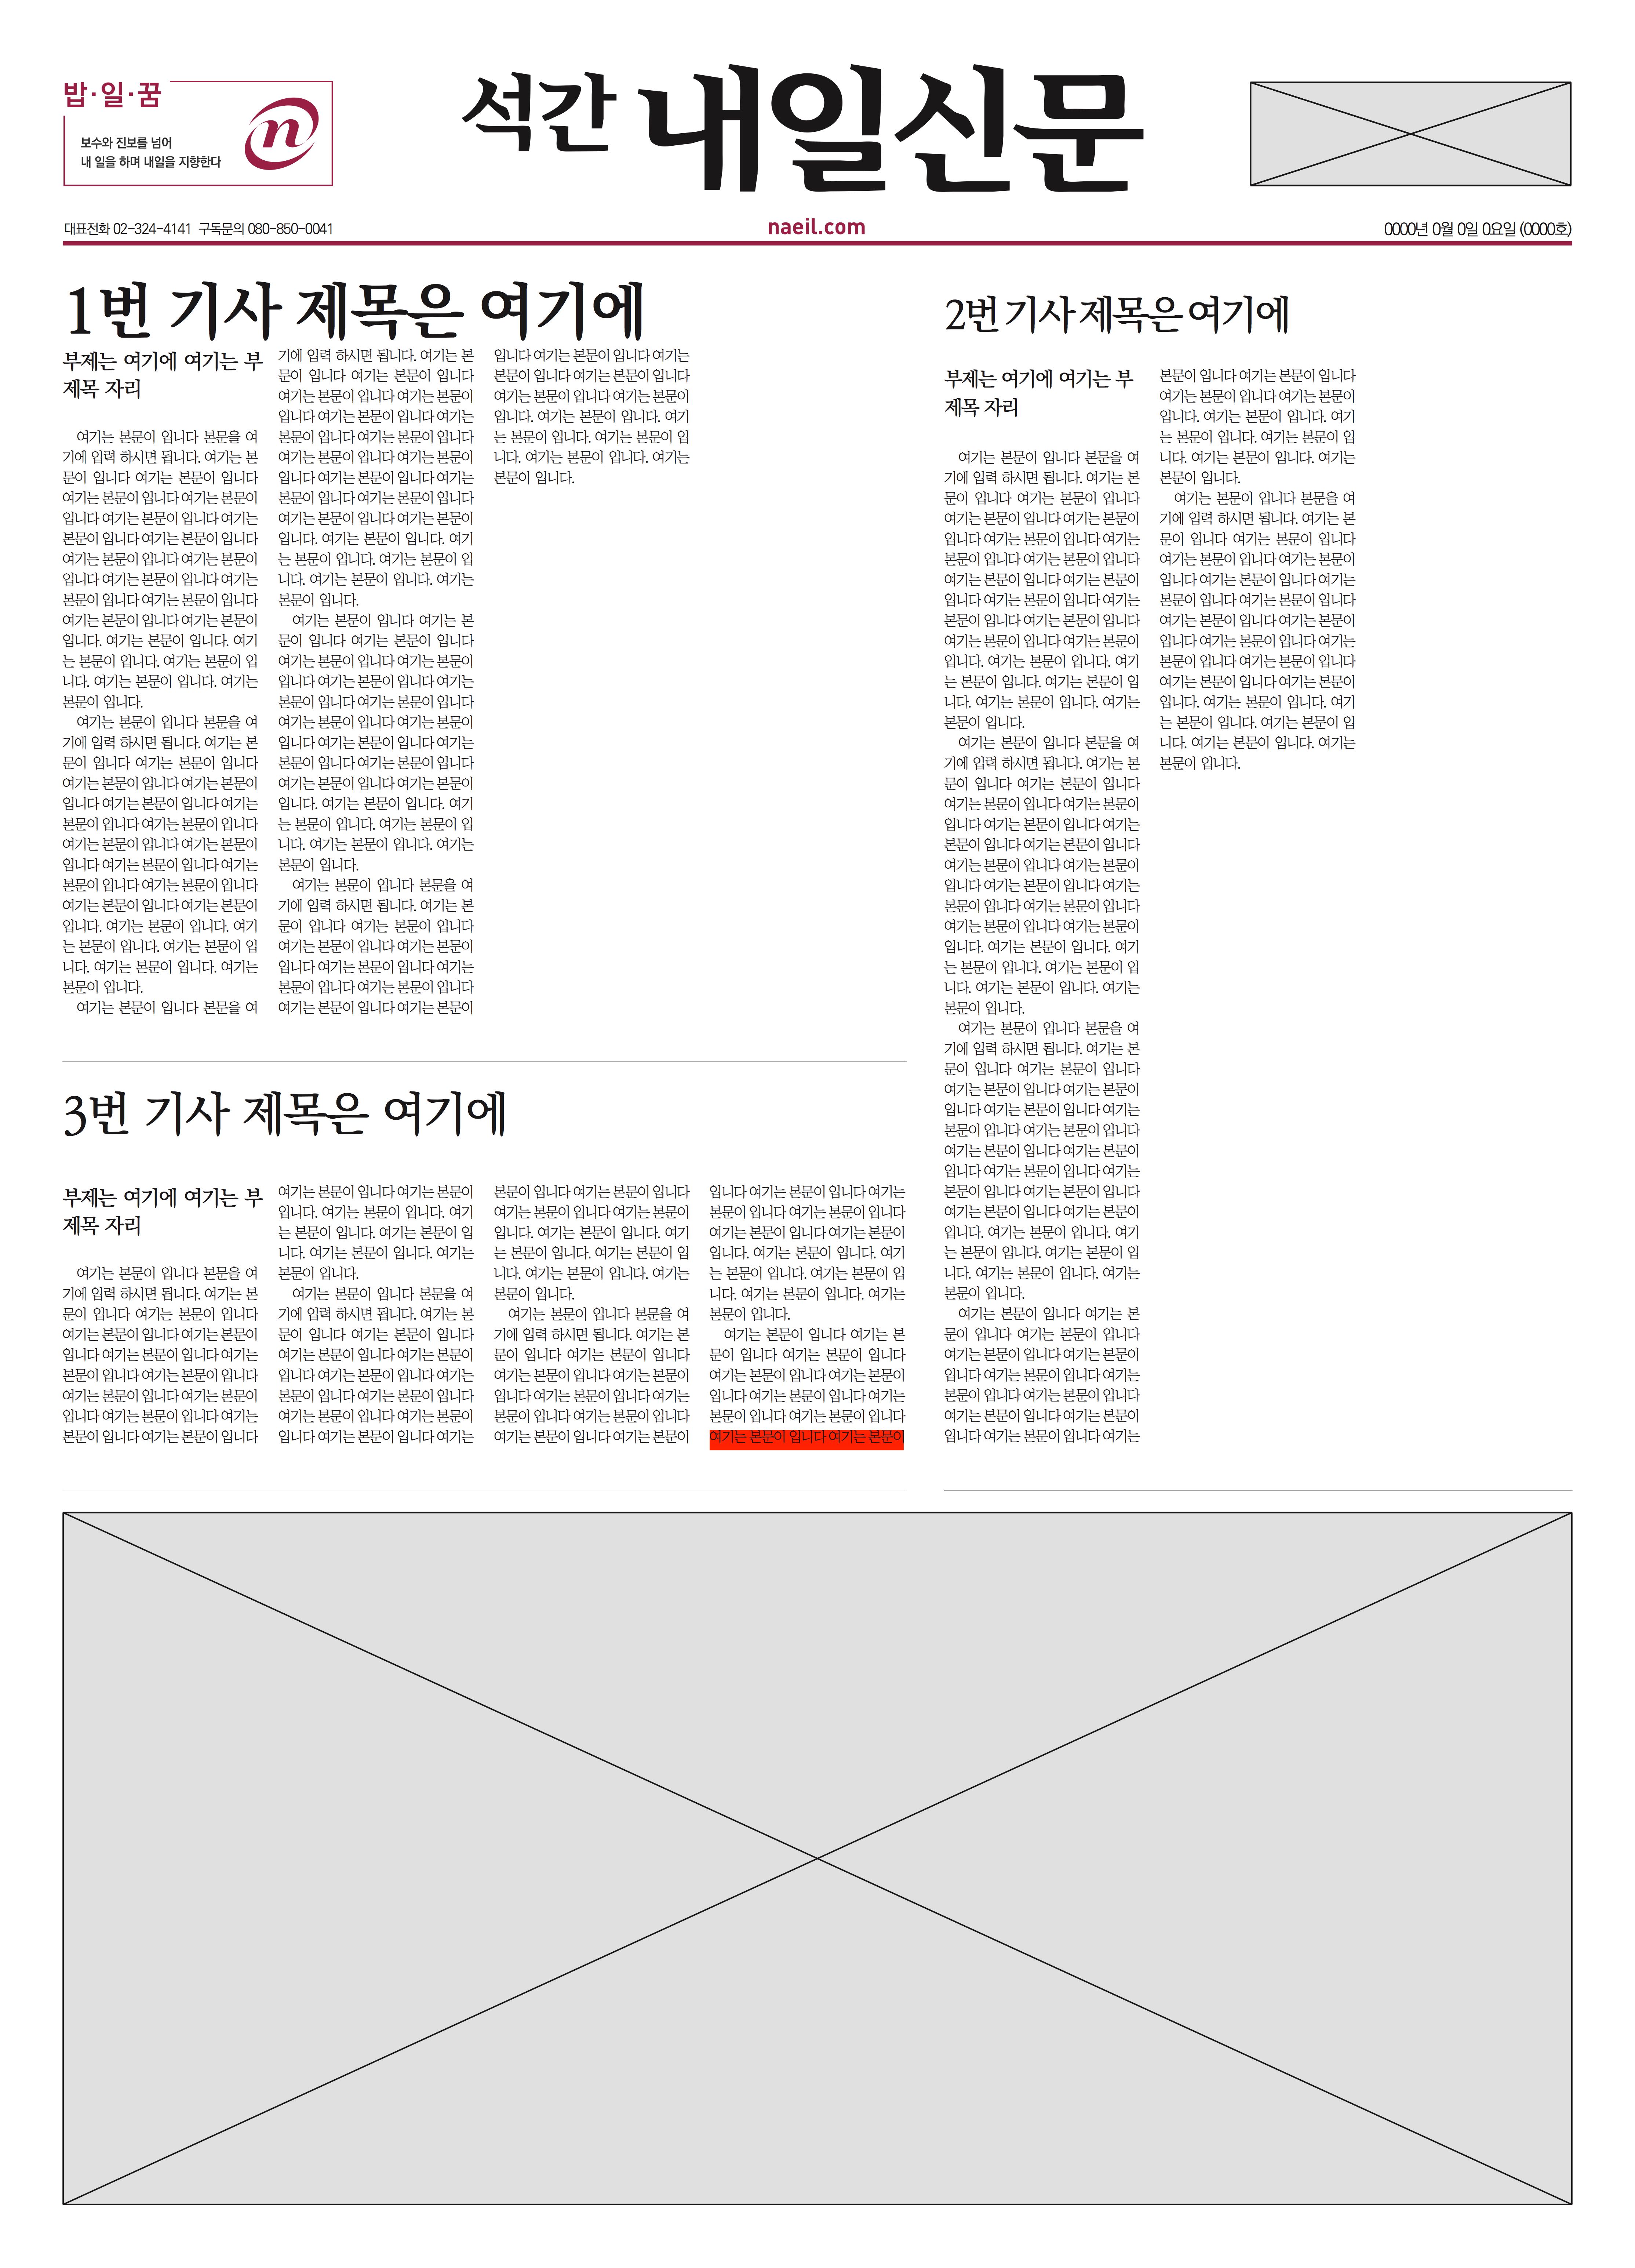 밥·일·꿈
보수와 진보를 넘어
내 일을 하며 내일을 지향한다
n
석간 내일신문
대표전화 02-324-4141 구독문의 080-850-0041
naeil.com
0000년 0월 0일 0요일 (0000호)
1번 기사 제목은 여기에
부제는 여기에 여기는 부
제목 자리
여기는 본문이 입니다 본문을 여
기에 입력 하시면 됩니다. 여기는 본
문이 입니다 여기는 본문이 입니다
여기는 본문이 입니다 여기는 본문이
입니다 여기는 본문이 입니다 여기는
본문이 입니다 여기는 본문이 입니다
여기는 본문이 입니다 여기는 본문이
입니다 여기는 본문이 입니다 여기는
본문이 입니다 여기는 본문이 입니다
여기는 본문이 입니다 여기는 본문이
입니다. 여기는 본문이 입니다. 여기
는 본문이 입니다. 여기는 본문이 입
니다. 여기는 본문이 입니다. 여기는
본문이 입니다.
여기는 본문이 입니다 본문을 여
기에 입력 하시면 됩니다. 여기는 본
문이 입니다 여기는 본문이 입니다
여기는 본문이 입니다 여기는 본문이
입니다 여기는 본문이 입니다 여기는
본문이 입니다 여기는 본문이 입니다
여기는 본문이 입니다 여기는 본문이
입니다 여기는 본문이 입니다 여기는
본문이 입니다 여기는 본문이 입니다
여기는 본문이 입니다 여기는 본문이
입니다. 여기는 본문이 입니다. 여기
는 본문이 입니다. 여기는 본문이 입
니다. 여기는 본문이 입니다. 여기는
본문이 입니다.
여기는 본문이 입니다 본문을 여
기에 입력 하시면 됩니다. 여기는 본
문이 입니다 여기는 본문이 입니다
여기는 본문이 입니다 여기는 본문이
입니다 여기는 본문이 입니다 여기는
본문이 입니다 여기는 본문이 입니다
여기는 본문이 입니다 여기는 본문이
입니다 여기는 본문이 입니다 여기는
본문이 입니다 여기는 본문이 입니다
여기는 본문이 입니다 여기는 본문이
입니다. 여기는 본문이 입니다. 여기
는 본문이 입니다. 여기는 본문이 입
니다. 여기는 본문이 입니다. 여기는
본문이 입니다.
여기는 본문이 입니다 여기는 본
문이 입니다 여기는 본문이 입니다
여기는 본문이 입니다 여기는 본문이
입니다 여기는 본문이 입니다 여기는
본문이 입니다 여기는 본문이 입니다
여기는 본문이 입니다 여기는 본문이
입니다 여기는 본문이 입니다 여기는
본문이 입니다 여기는 본문이 입니다
여기는 본문이 입니다 여기는 본문이
입니다. 여기는 본문이 입니다. 여기
는 본문이 입니다. 여기는 본문이 입
니다. 여기는 본문이 입니다. 여기는
본문이 입니다.
여기는 본문이 입니다 본문을 여
기에 입력 하시면 됩니다. 여기는 본
문이 입니다 여기는 본문이 입니다
여기는 본문이 입니다 여기는 본문이
입니다 여기는 본문이 입니다 여기는
본문이 입니다 여기는 본문이 입니다
여기는 본문이 입니다 여기는 본문이
입니다 여기는 본문이 입니다 여기는
본문이 입니다 여기는 본문이 입니다
여기는 본문이 입니다 여기는 본문이
입니다. 여기는 본문이 입니다. 여기
는 본문이 입니다. 여기는 본문이 입
니다. 여기는 본문이 입니다. 여기는
본문이 입니다.
2번 기사 제목은 여기에
부제는 여기에 여기는 부
제목 자리
여기는 본문이 입니다 본문을 여
기에 입력 하시면 됩니다. 여기는 본
문이 입니다 여기는 본문이 입니다
여기는 본문이 입니다 여기는 본문이
입니다 여기는 본문이 입니다 여기는
본문이 입니다 여기는 본문이 입니다
여기는 본문이 입니다 여기는 본문이
입니다 여기는 본문이 입니다 여기는
본문이 입니다 여기는 본문이 입니다
여기는 본문이 입니다 여기는 본문이
입니다. 여기는 본문이 입니다. 여기
는 본문이 입니다. 여기는 본문이 입
니다. 여기는 본문이 입니다. 여기는
본문이 입니다.
여기는 본문이 입니다 본문을 여
기에 입력 하시면 됩니다. 여기는 본
문이 입니다 여기는 본문이 입니다
여기는 본문이 입니다 여기는 본문이
입니다 여기는 본문이 입니다 여기는
본문이 입니다 여기는 본문이 입니다
여기는 본문이 입니다 여기는 본문이
입니다 여기는 본문이 입니다 여기는
본문이 입니다 여기는 본문이 입니다
여기는 본문이 입니다 여기는 본문이
입니다. 여기는 본문이 입니다. 여기
는 본문이 입니다. 여기는 본문이 입
니다. 여기는 본문이 입니다. 여기는
본문이 입니다.
여기는 본문이 입니다 본문을 여
기에 입력 하시면 됩니다. 여기는 본
문이 입니다 여기는 본문이 입니다
여기는 본문이 입니다 여기는 본문이
입니다 여기는 본문이 입니다 여기는
본문이 입니다 여기는 본문이 입니다
여기는 본문이 입니다 여기는 본문이
입니다 여기는 본문이 입니다 여기는
본문이 입니다 여기는 본문이 입니다
여기는 본문이 입니다 여기는 본문이
입니다. 여기는 본문이 입니다. 여기
는 본문이 입니다. 여기는 본문이 입
니다. 여기는 본문이 입니다. 여기는
본문이 입니다.
여기는 본문이 입니다 여기는 본
문이 입니다 여기는 본문이 입니다
여기는 본문이 입니다 여기는 본문이
입니다 여기는 본문이 입니다 여기는
본문이 입니다 여기는 본문이 입니다
여기는 본문이 입니다 여기는 본문이
입니다 여기는 본문이 입니다 여기는
본문이 입니다 여기는 본문이 입니다
여기는 본문이 입니다 여기는 본문이
입니다. 여기는 본문이 입니다. 여기
는 본문이 입니다. 여기는 본문이 입
니다. 여기는 본문이 입니다. 여기는
본문이 입니다.
여기는 본문이 입니다 본문을 여
기에 입력 하시면 됩니다. 여기는 본
문이 입니다 여기는 본문이 입니다
여기는 본문이 입니다 여기는 본문이
입니다 여기는 본문이 입니다 여기는
본문이 입니다 여기는 본문이 입니다
여기는 본문이 입니다 여기는 본문이
입니다 여기는 본문이 입니다 여기는
본문이 입니다 여기는 본문이 입니다
여기는 본문이 입니다 여기는 본문이
입니다. 여기는 본문이 입니다. 여기
는 본문이 입니다. 여기는 본문이 입
니다. 여기는 본문이 입니다. 여기는
본문이 입니다.
3번 기사 제목은 여기에
부제는 여기에 여기는 부
제목 자리
여기는 본문이 입니다 본문을 여
기에 입력 하시면 됩니다. 여기는 본
문이 입니다 여기는 본문이 입니다
여기는 본문이 입니다 여기는 본문이
입니다 여기는 본문이 입니다 여기는
본문이 입니다 여기는 본문이 입니다
여기는 본문이 입니다 여기는 본문이
입니다 여기는 본문이 입니다 여기는
본문이 입니다 여기는 본문이 입니다
여기는 본문이 입니다 여기는 본문이
입니다. 여기는 본문이 입니다. 여기
는 본문이 입니다. 여기는 본문이 입
니다. 여기는 본문이 입니다. 여기는
본문이 입니다.
여기는 본문이 입니다 본문을 여
기에 입력 하시면 됩니다. 여기는 본
문이 입니다 여기는 본문이 입니다
여기는 본문이 입니다 여기는 본문이
입니다 여기는 본문이 입니다 여기는
본문이 입니다 여기는 본문이 입니다
여기는 본문이 입니다 여기는 본문이
입니다 여기는 본문이 입니다 여기는
본문이 입니다 여기는 본문이 입니다
여기는 본문이 입니다 여기는 본문이
입니다. 여기는 본문이 입니다. 여기
는 본문이 입니다. 여기는 본문이 입
니다. 여기는 본문이 입니다. 여기는
본문이 입니다.
여기는 본문이 입니다 본문을 여
기에 입력 하시면 됩니다. 여기는 본
문이 입니다 여기는 본문이 입니다
여기는 본문이 입니다 여기는 본문이
입니다 여기는 본문이 입니다 여기는
본문이 입니다 여기는 본문이 입니다
여기는 본문이 입니다 여기는 본문이
입니다 여기는 본문이 입니다 여기는
본문이 입니다 여기는 본문이 입니다
여기는 본문이 입니다 여기는 본문이
입니다. 여기는 본문이 입니다. 여기
는 본문이 입니다. 여기는 본문이 입
니다. 여기는 본문이 입니다. 여기는
본문이 입니다.
여기는 본문이 입니다 여기는 본
문이 입니다 여기는 본문이 입니다
여기는 본문이 입니다 여기는 본문이
입니다 여기는 본문이 입니다 여기는
본문이 입니다 여기는 본문이 입니다
여기는 본문이 입니다 여기는 본문이